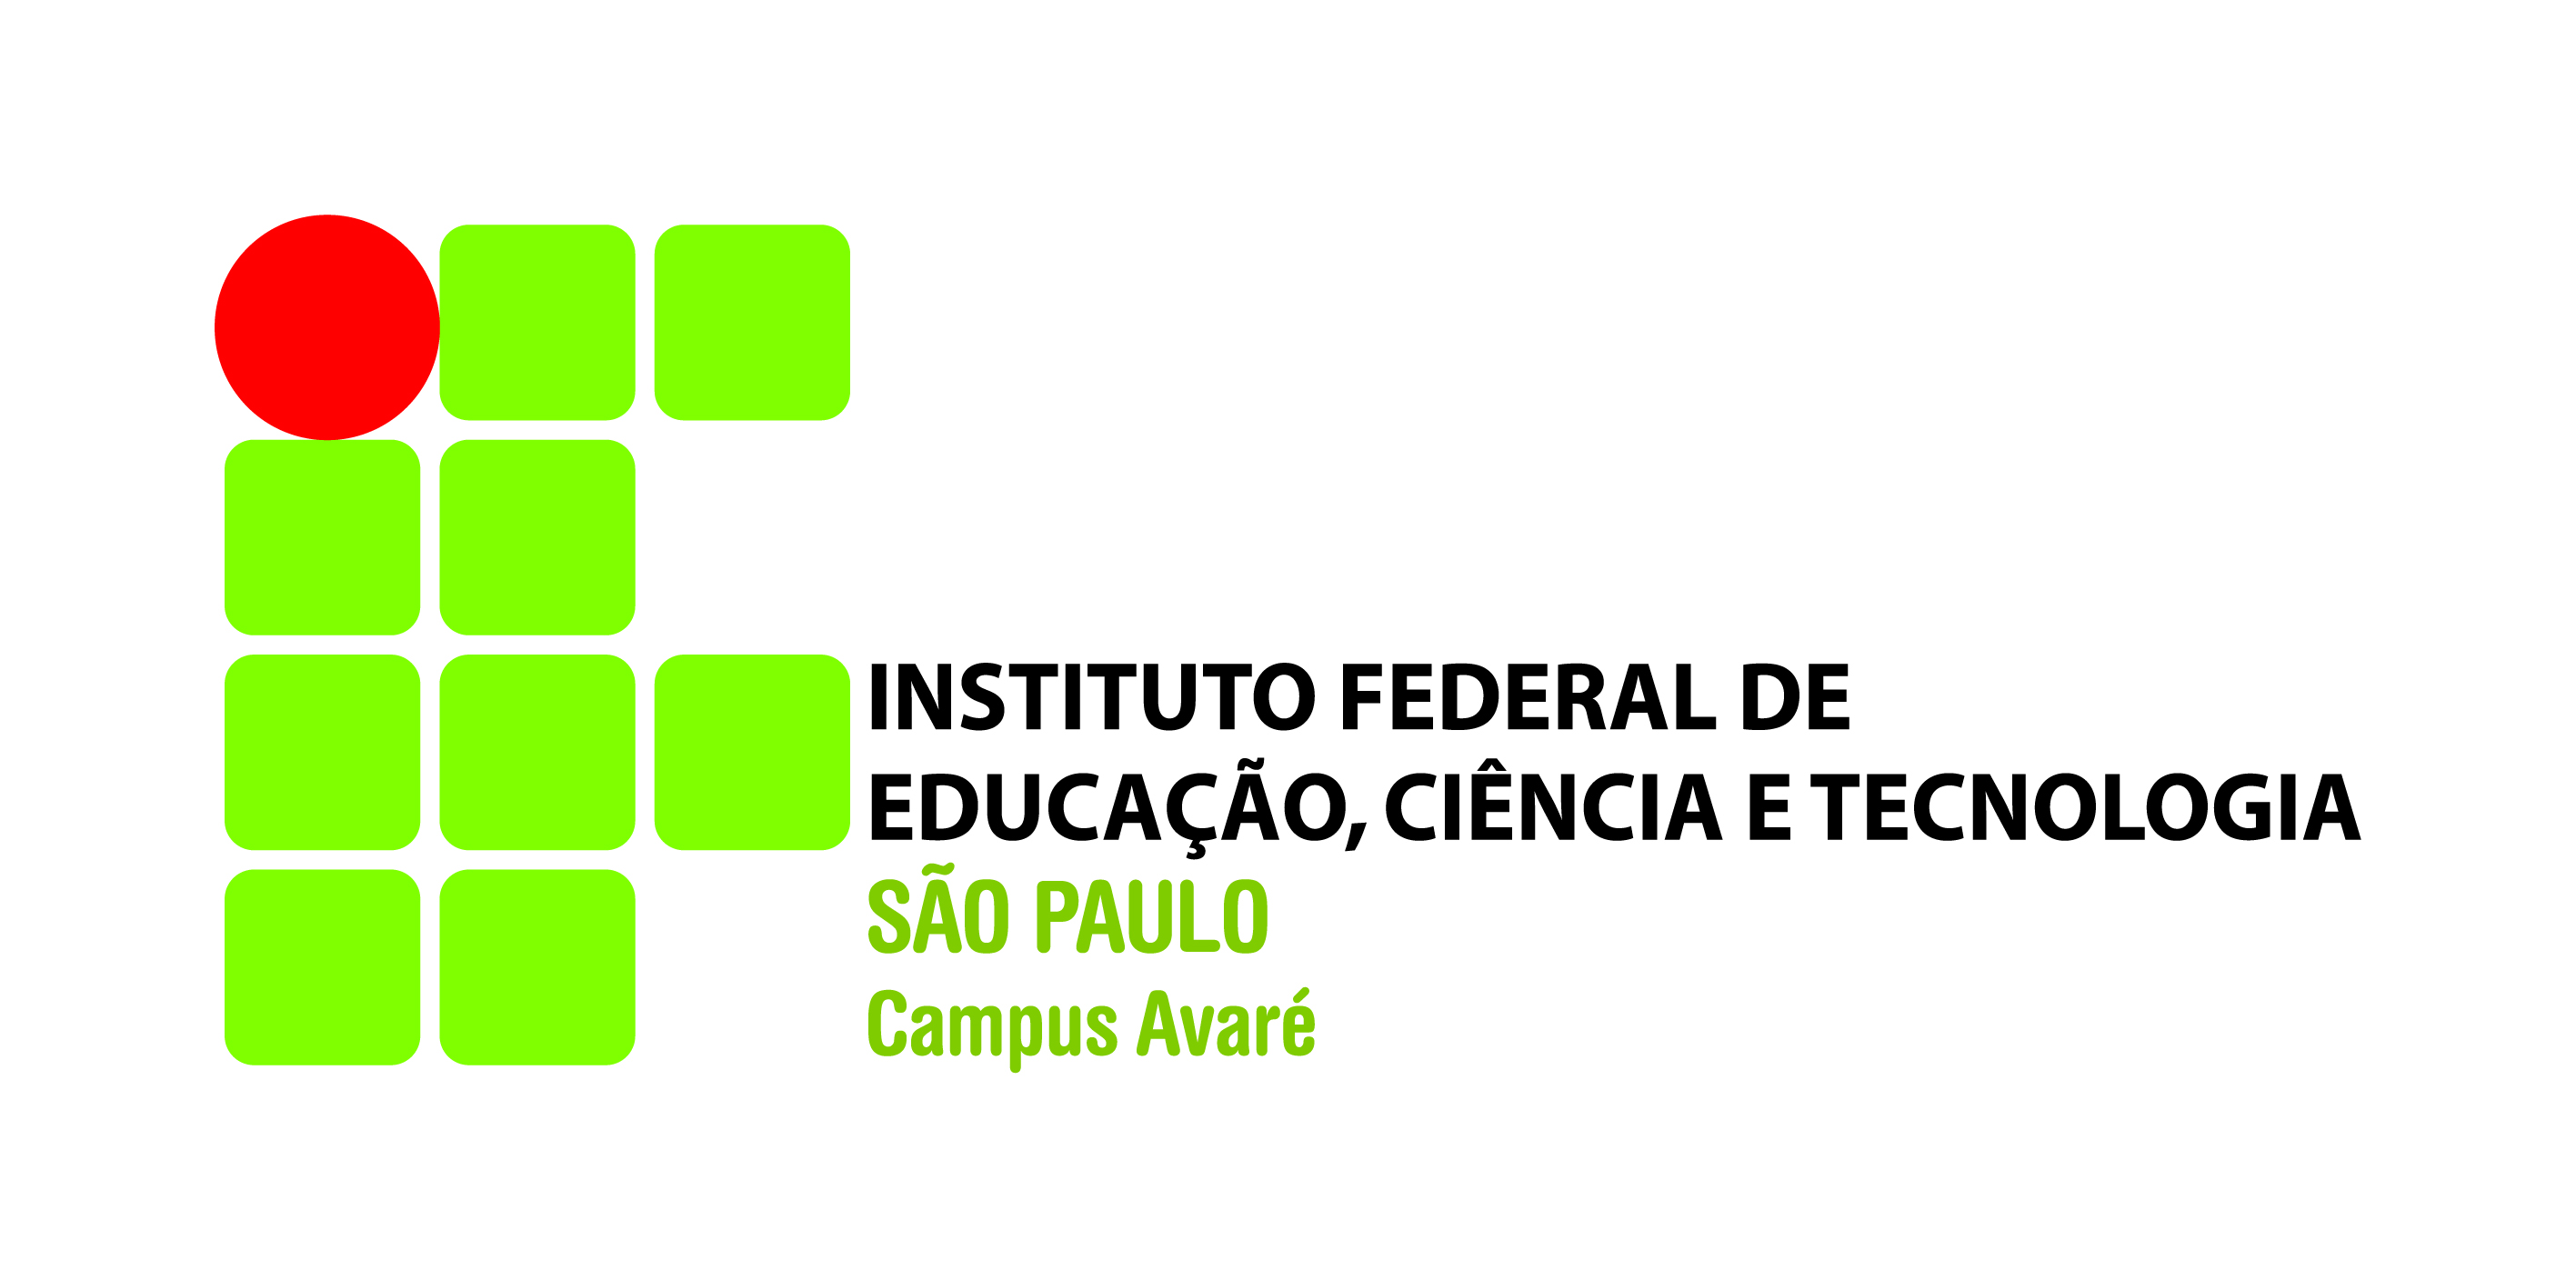 INSTITUTO FEDERAL DE
EDUCAÇÃO, CIÊNCIA E TECNOLOGIA
SÃO PAULO
Campus Avaré